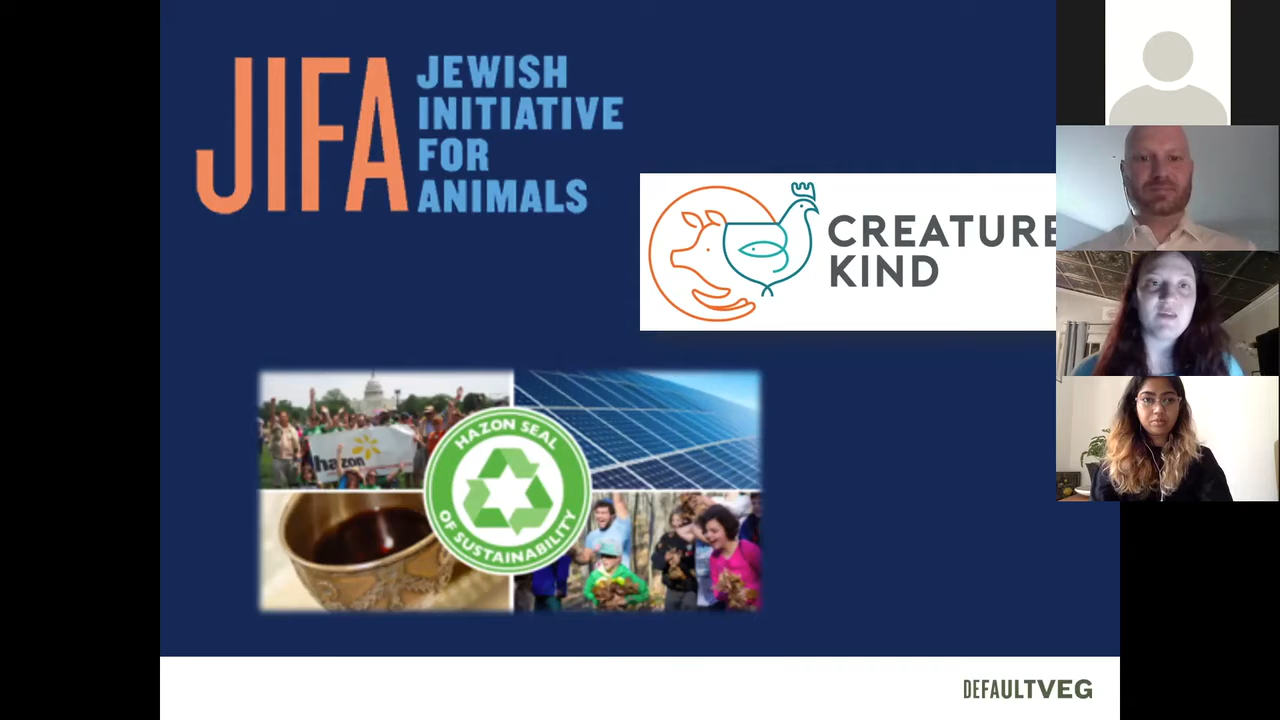 JIFA
JEWISH
INITIATIVE
FOR
ANIMALS
CREATURE
KIND
hazon
HAZON SEAL
OF SUSTAINABILITY
DEFAULTVEG